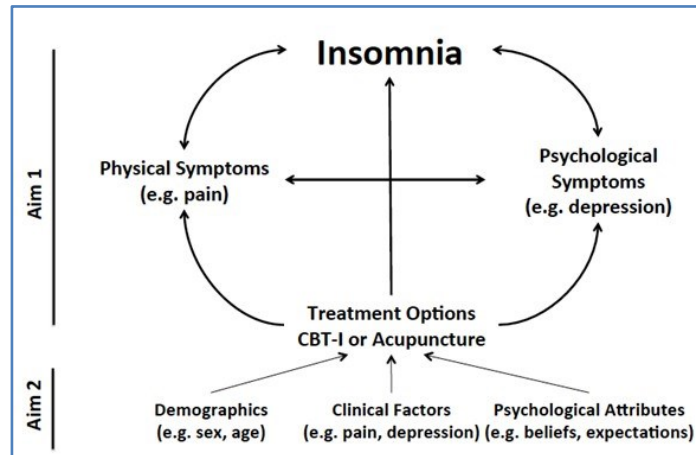 Insomnia
Aim 1
Physical Symptoms
(e.g. pain)
Psychological
Symptoms
(e.g. depression)
Treatment Options
CBT-I or Acupuncture
Aim 2
Demographics
(e.g. sex, age)
Clinical Factors
(e.g. pain, depression)
Psychological Attributes
(e.g. beliefs, expectations)